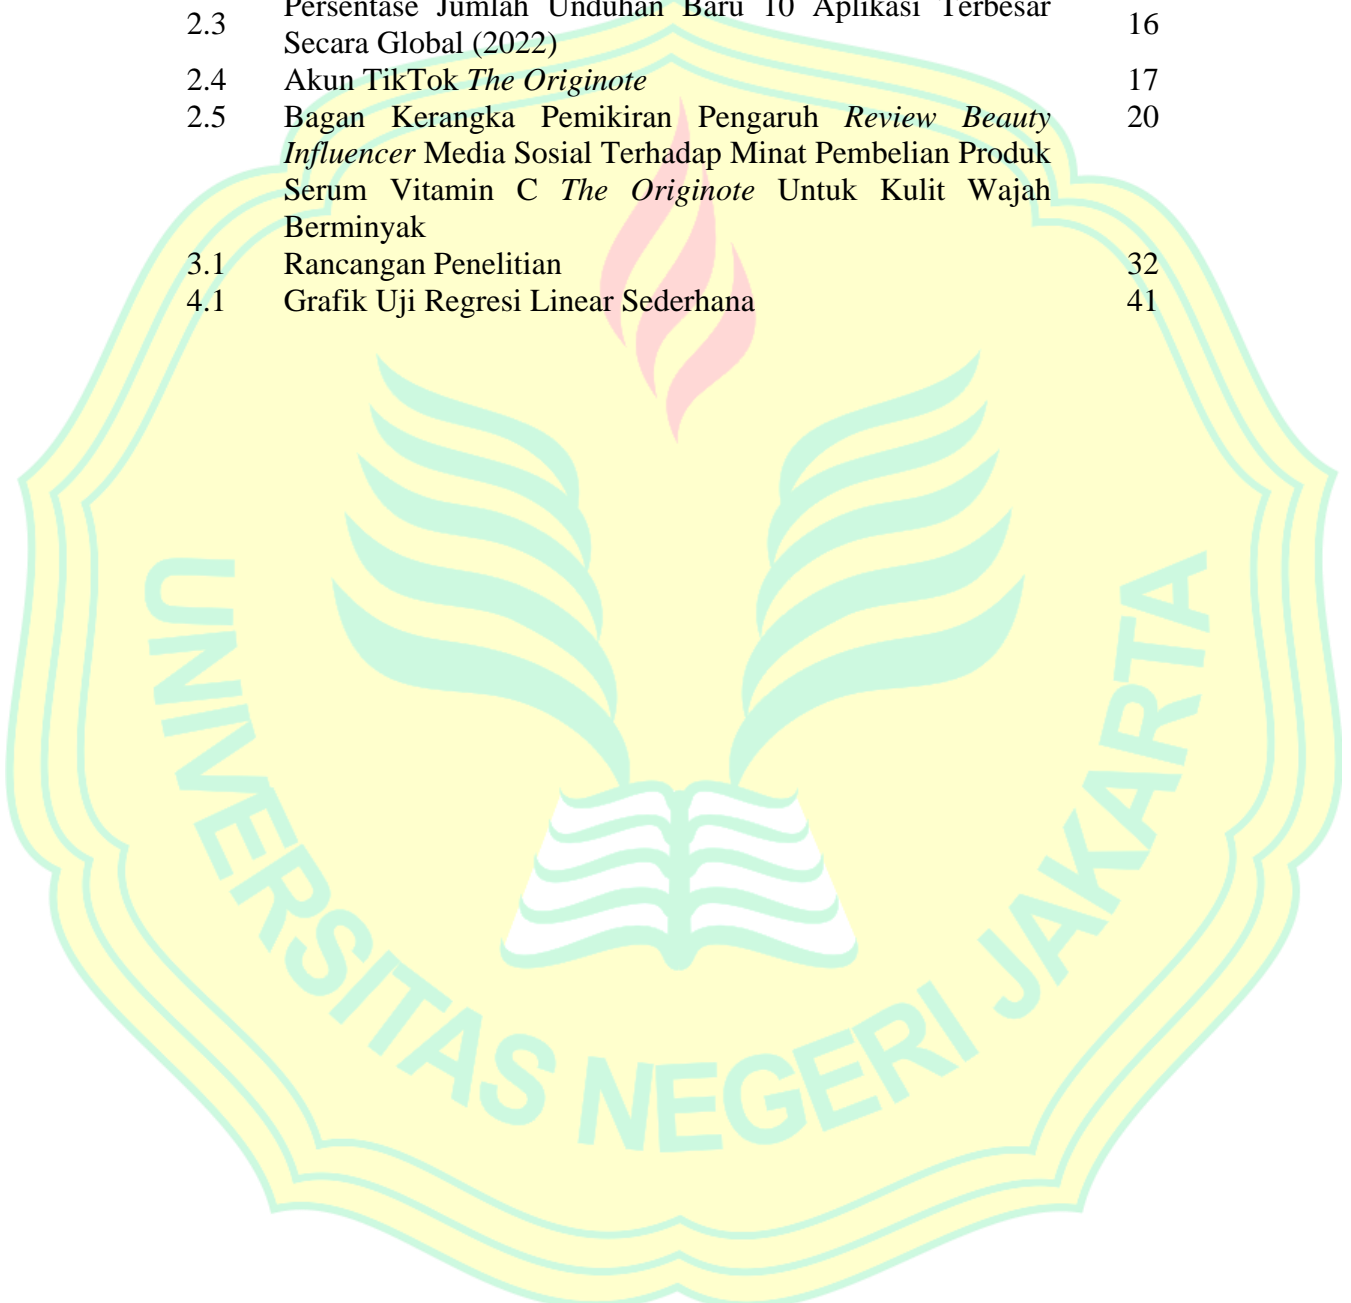 2.3 Persentase Jumlah Unduhan Baru 10 Aplikasi Terbesar 16
Secara Global (2022)
2.4 Akun TikTok The Originote 17
2.5 Bagan Kerangka Pemikiran Pengaruh Review Beauty 20
Influencer Media Sosial Terhadap Minat Pembelian Produk
Serum Vitamin C The Originote Untuk Kulit Wajah
Berminyak
3.1 Rancangan Penelitian 32
4.1 Grafik Uji Regresi Linear Sederhana 41
UNIVERSITAS NEGERI JAKARTA